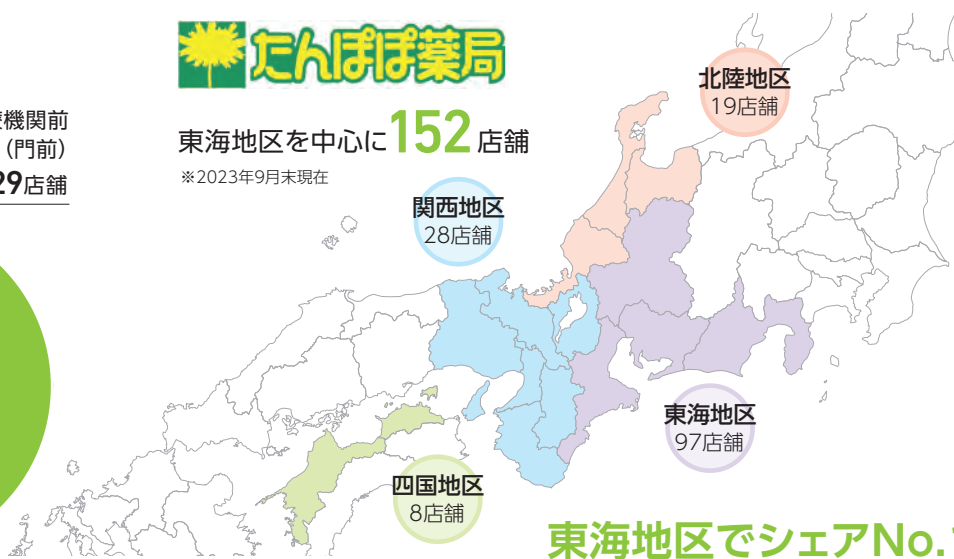 たんぽぽ薬局
機関前
（門前）
29店舗
東海地区を中心に152店舗
※2023年9月末現在
北陸地区
19店舗
関西地区
28店舗
東海地区
97店舗
四国地区
8店舗
東海地区でシェアNo.